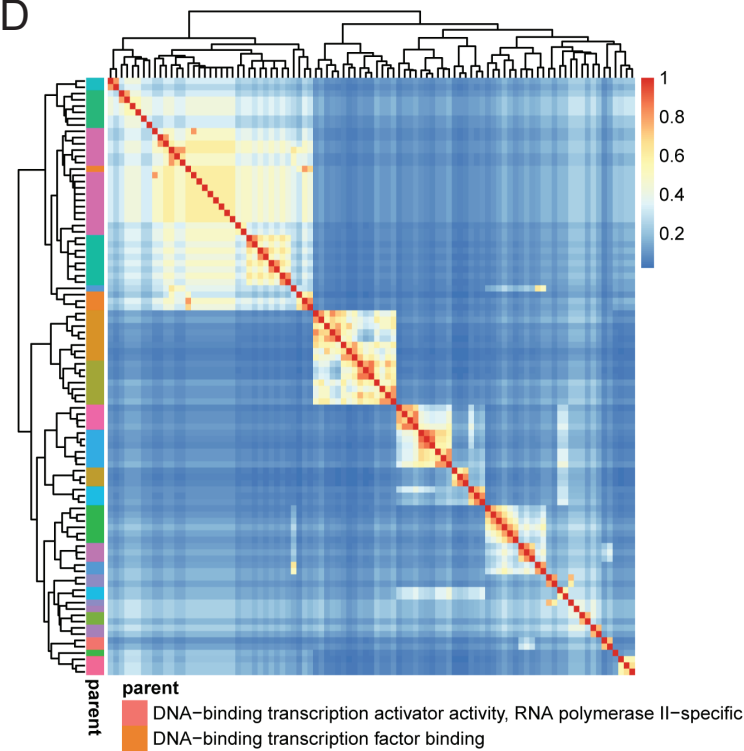 D
1
0.8
0.6
0.4
0.2
parent
parent
DNA−binding transcription activator activity, RNA polymerase II−specific
DNA−binding transcription factor binding